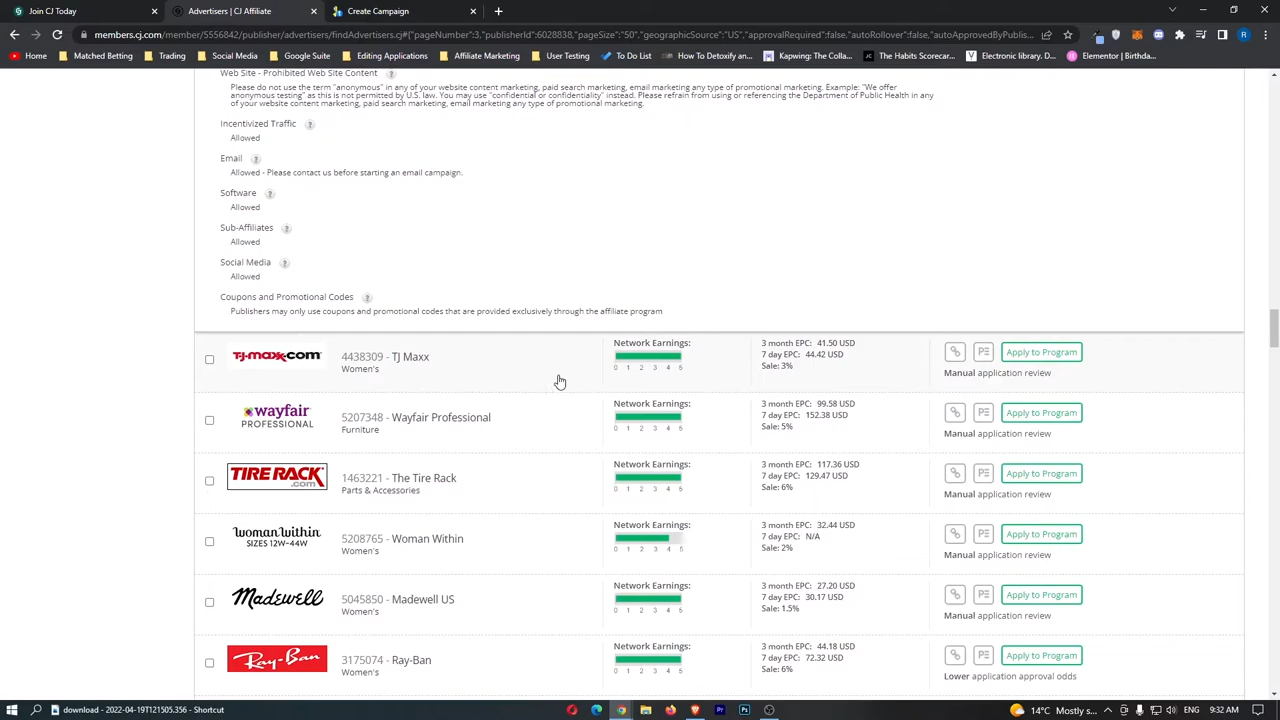 Join CJ Today
CJ Affiliate
Create Campaings
members.cj.com/member/5556842/publisher/advertisers/findAdvertisers.cj#{"pageNumber":3,"publisherId":6028838,"pageSize":"50","geographicSource":"US","approvalRequired":false,"autoRollover":false,"autoApprovedByPublis...
Home
Matched Betting
Trading
Social Media
Google Suite
Editing Applications
Affiliate Marketing
User Testing
To Do List
How To Detoxify an...
Kajabi vs. The Colla...
The Habits Scorecar...
Electronic library. D...
Elementor | Birthda...
Web Site - Prohibited Web Site Content ?
Please do not use the term "anonymous" in any of your website content marketing, paid search marketing, email marketing any type of promotional marketing. Example: "We offer
anonymous testing" as this is not permitted by U.S. law. You may use "confidential or confidentiality" instead. Please refrain from using or referencing the Department of Public Health in any
of your website content marketing, paid search marketing, email marketing any type of promotional marketing.
Incentivized Traffic ?
Allowed
Email ?
Allowed - Please contact us before starting an email campaign.
Software ?
Allowed
Sub-Affiliates ?
Allowed
Social Media ?
Allowed
Coupons and Promotional Codes ?
Publishers may only use coupons and promotional codes that are provided exclusively through the affiliate program
T·J·maxx·com
4438309 - TJ Maxx
Women's
Network Earnings:
0 1 2 3 4 5
3 month EPC: 41.50 USD
7 day EPC: 44.42 USD
Sale: 3%
Apply to Program
Manual application review
wayfair
PROFESSIONAL
5207348 - Wayfair Professional
Furniture
Network Earnings:
0 1 2 3 4 5
3 month EPC: 99.58 USD
7 day EPC: 152.38 USD
Sale: 5%
Apply to Program
Manual application review
TIRE RACK
.com
1463221 - The Tire Rack
Parts & Accessories
Network Earnings:
0 1 2 3 4 5
3 month EPC: 117.36 USD
7 day EPC: 129.47 USD
Sale: 6%
Apply to Program
Manual application review
woman within
SIZES 12W-44W
5208765 - Woman Within
Women's
Network Earnings:
0 1 2 3 4 5
3 month EPC: 32.44 USD
7 day EPC: N/A
Sale: 2%
Apply to Program
Manual application review
Madewell
5045850 - Madewell US
Women's
Network Earnings:
0 1 2 3 4 5
3 month EPC: 27.20 USD
7 day EPC: 30.17 USD
Sale: 1.5%
Apply to Program
Manual application review
Ray-Ban
3175074 - Ray-Ban
Women's
Network Earnings:
0 1 2 3 4 5
3 month EPC: 44.18 USD
7 day EPC: 72.32 USD
Sale: 6%
Apply to Program
Lower application approval odds
download - 2022-04-19T121505.356 - Shortcut
14°C Mostly su...
ENG
9:32 AM